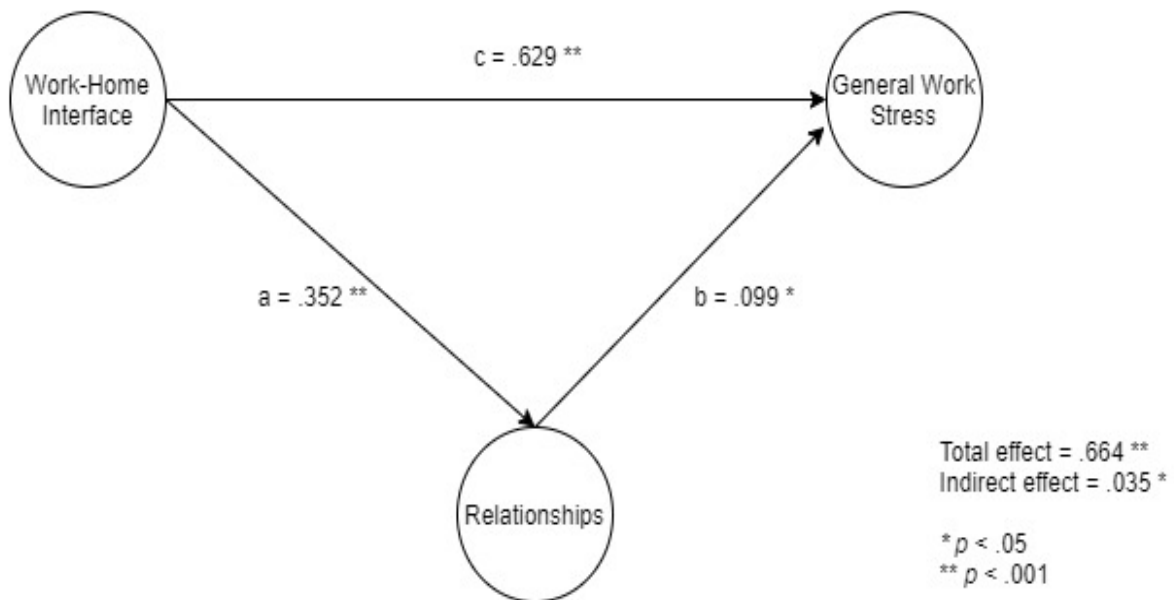 c = .629 **
Work-Home
Interface
General Work
Stress
a = .352 **
b = .099 *
Relationships
Total effect = .664 **
Indirect effect = .035 *
* p < .05
** p < .001